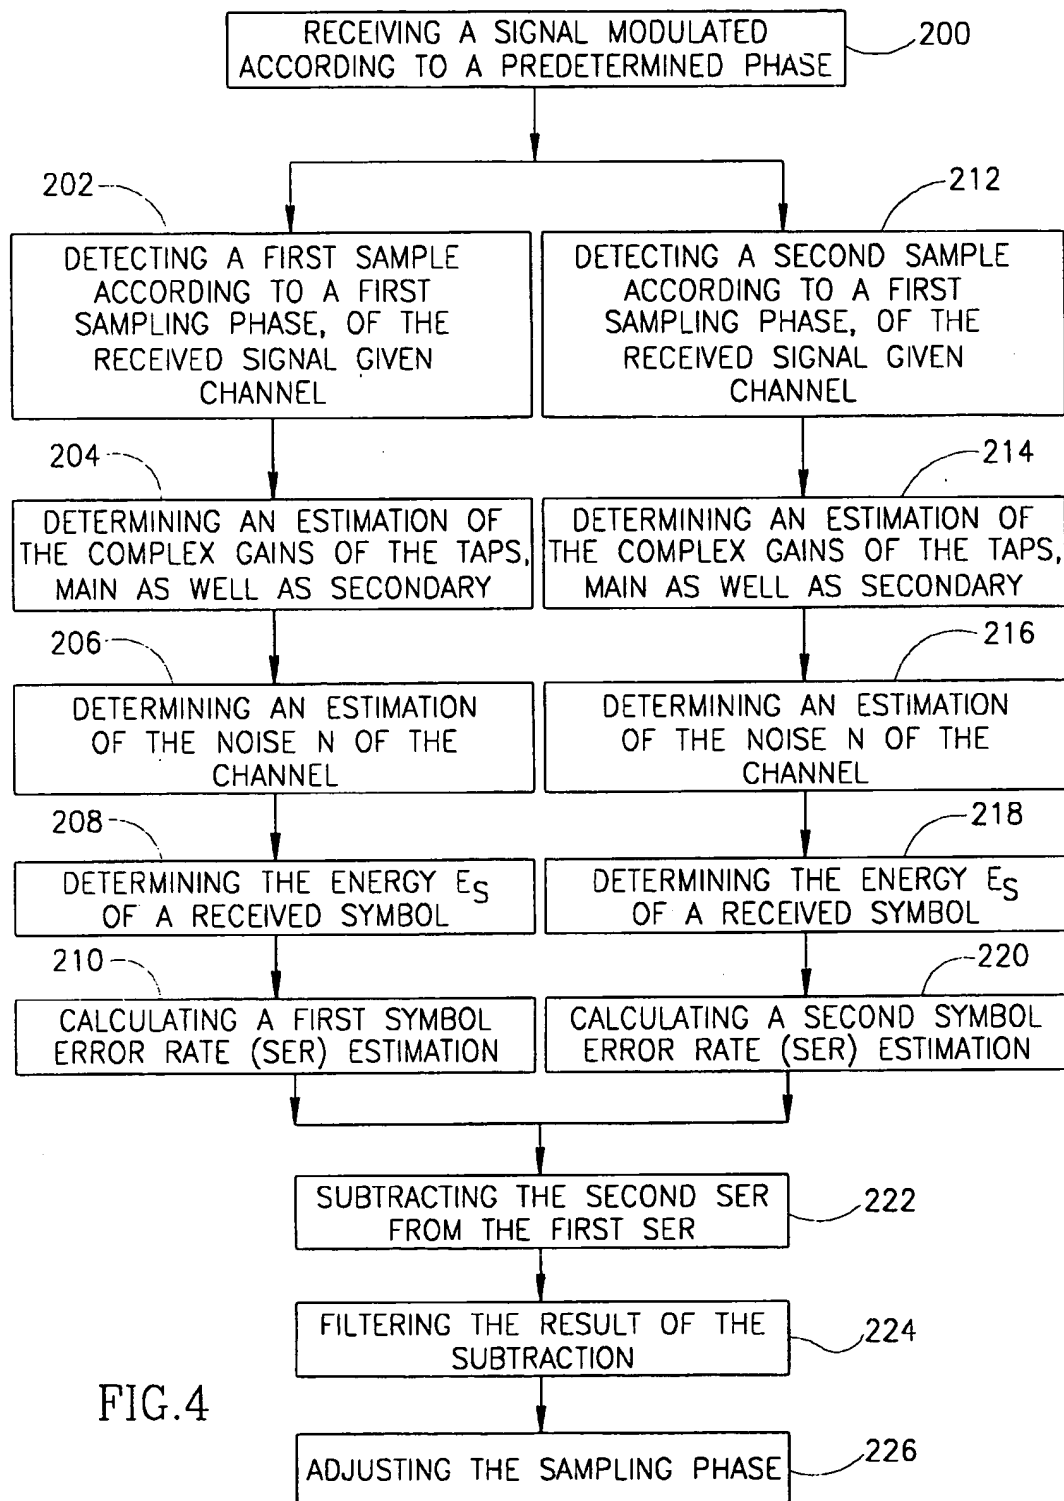 RECEIVING A SIGNAL MODULATED
ACCORDING TO A PREDETERMINED PHASE
200
202
212
DETECTING A FIRST SAMPLE
ACCORDING TO A FIRST
SAMPLING PHASE, OF THE
RECEIVED SIGNAL GIVEN
CHANNEL
DETECTING A SECOND SAMPLE
ACCORDING TO A FIRST
SAMPLING PHASE, OF THE
RECEIVED SIGNAL GIVEN
CHANNEL
204
214
DETERMINING AN ESTIMATION OF
THE COMPLEX GAINS OF THE TAPS,
MAIN AS WELL AS SECONDARY
DETERMINING AN ESTIMATION OF
THE COMPLEX GAINS OF THE TAPS,
MAIN AS WELL AS SECONDARY
206
216
DETERMINING AN ESTIMATION
OF THE NOISE N OF THE
CHANNEL
DETERMINING AN ESTIMATION
OF THE NOISE N OF THE
CHANNEL
208
218
DETERMINING THE ENERGY ES
OF A RECEIVED SYMBOL
DETERMINING THE ENERGY ES
OF A RECEIVED SYMBOL
210
220
CALCULATING A FIRST SYMBOL
ERROR RATE (SER) ESTIMATION
CALCULATING A SECOND SYMBOL
ERROR RATE (SER) ESTIMATION
SUBTRACTING THE SECOND SER
FROM THE FIRST SER
222
FILTERING THE RESULT OF THE
SUBTRACTION
224
FIG.4
ADJUSTING THE SAMPLING PHASE
226